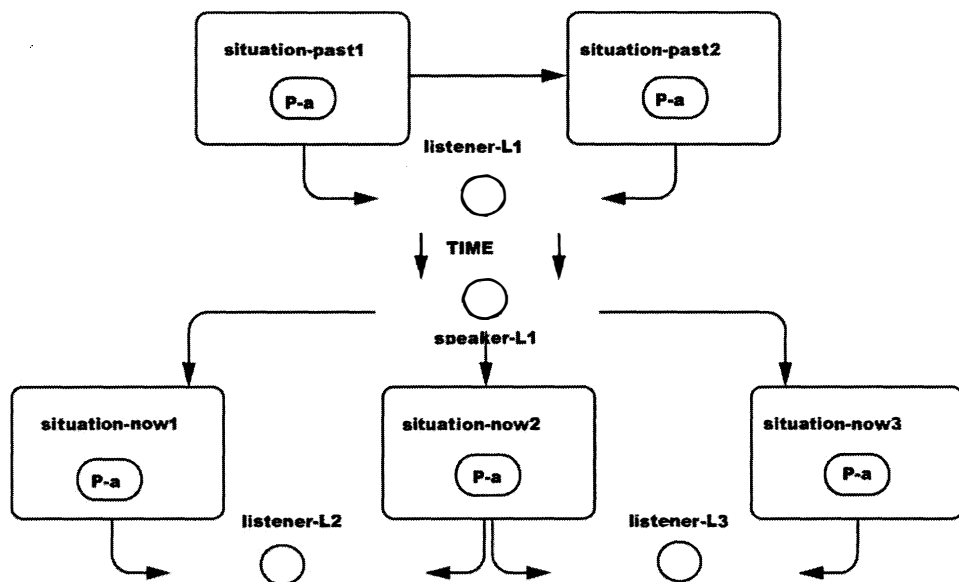 situation-past1
situation-past2
P-a
P-a
listener-L1
TIME
speaker-L1
situation-now1
situation-now2
situation-now3
P-a
P-a
P-a
listener-L2
listener-L3